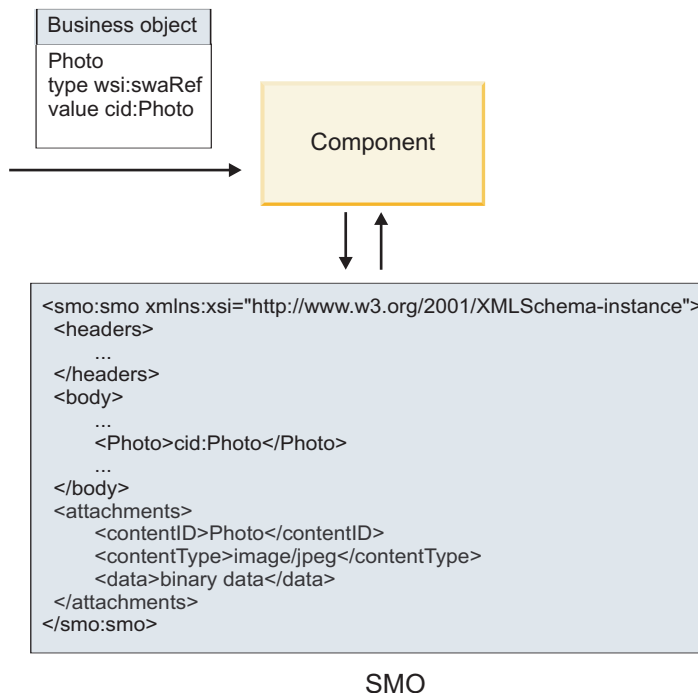 Business object
Photo
type wsi:swaRef
value cid:Photo
Component
<smo:smo xmlns:xsi="http://www.w3.org/2001/XMLSchema-instance">
<headers>
...
</headers>
<body>
...
<Photo>cid:Photo</Photo>
...
</body>
<attachments>
<contentID>Photo</contentID>
<contentType>image/jpeg</contentType>
<data>binary data</data>
</attachments>
</smo:smo>
SMO